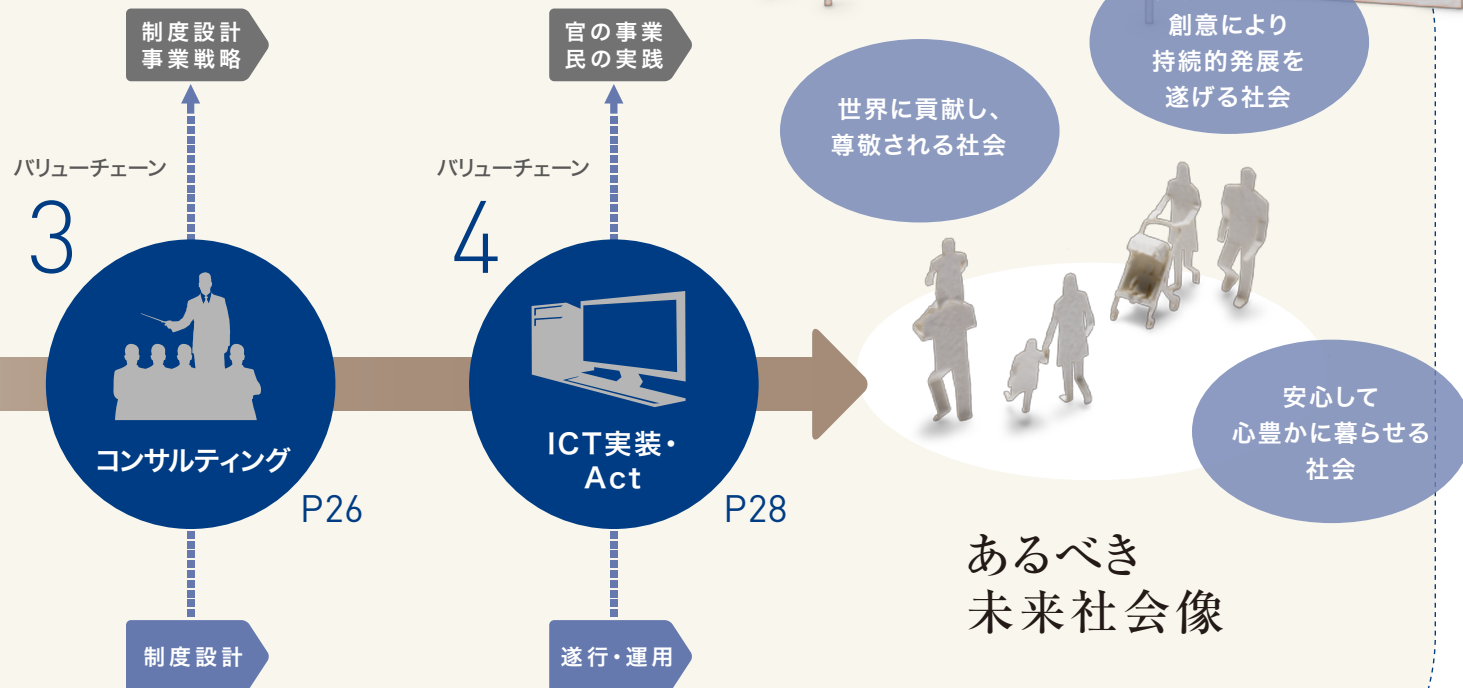 制度設計
事業戦略
バリューチェーン
3
コンサルティング
P26
制度設計
官の事業
民の実践
バリューチェーン
4
ICT実装・
Act
P28
遂行・運用
世界に貢献し、
尊敬される社会
創意により
持続的発展を
遂げる社会
安心して
心豊かに暮らせる
社会
あるべき
未来社会像